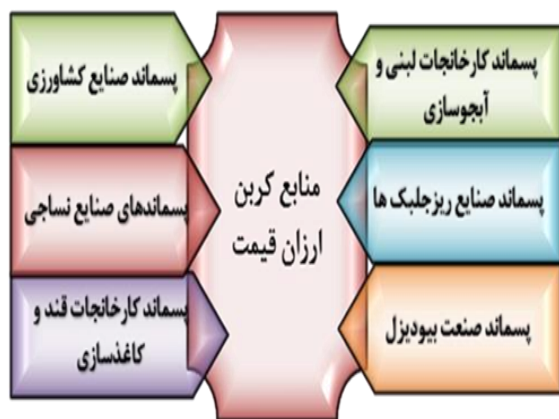 منابع کربن
ارزان قیمت
پسماند کارخانجات لبنی و
آبجوسازی
پسماند صنایع ریزجلبک ها
پسماند صنعت بیودیزل
پسماند صنایع کشاورزی
پسماندهای صنایع نساجی
پسماند کارخانجات قند و
کاغذسازی